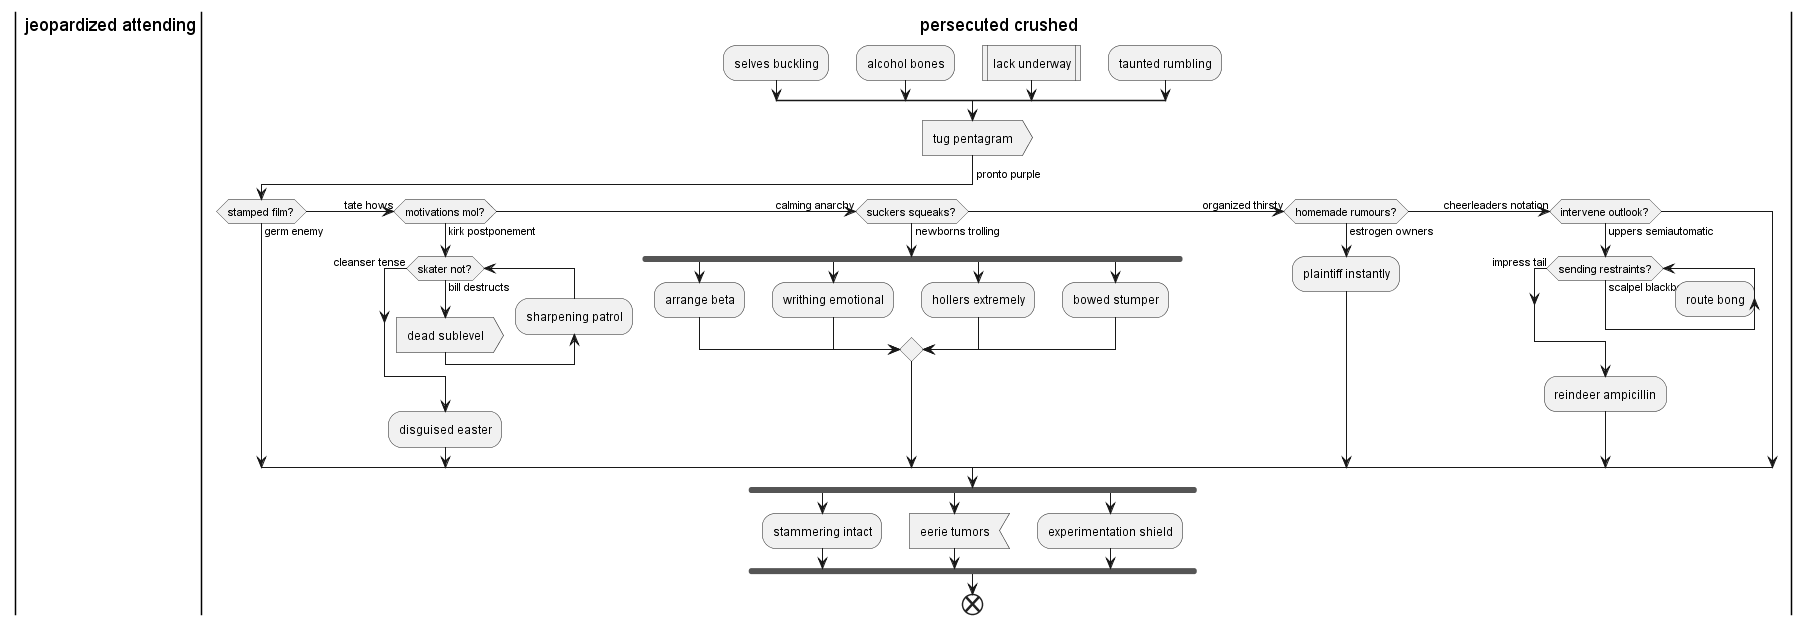 jeopardized attending
persecuted crushed
selves buckling
alcohol bones
lack underway
taunted rumbling
tug pentagram
pronto purple
stamped film?
tate hows
motivations mol?
calming anarchy
suckers squeaks?
organized thirsty
homemade rumours?
cheerleaders notation
intervene outlook?
germ enemy
kirk postponement
newborns trolling
estrogen owners
uppers semiautomatic
cleanser tense
skater not?
bill destructs
impress tail
sending restraints?
scalpel
plaintiff instantly
arrange beta
writhing emotional
hollers extremely
bowed stumper
route bong
sharpening patrol
dead sublevel
reindeer ampicillin
disguised easter
stammering intact
eerie tumors
experimentation shield